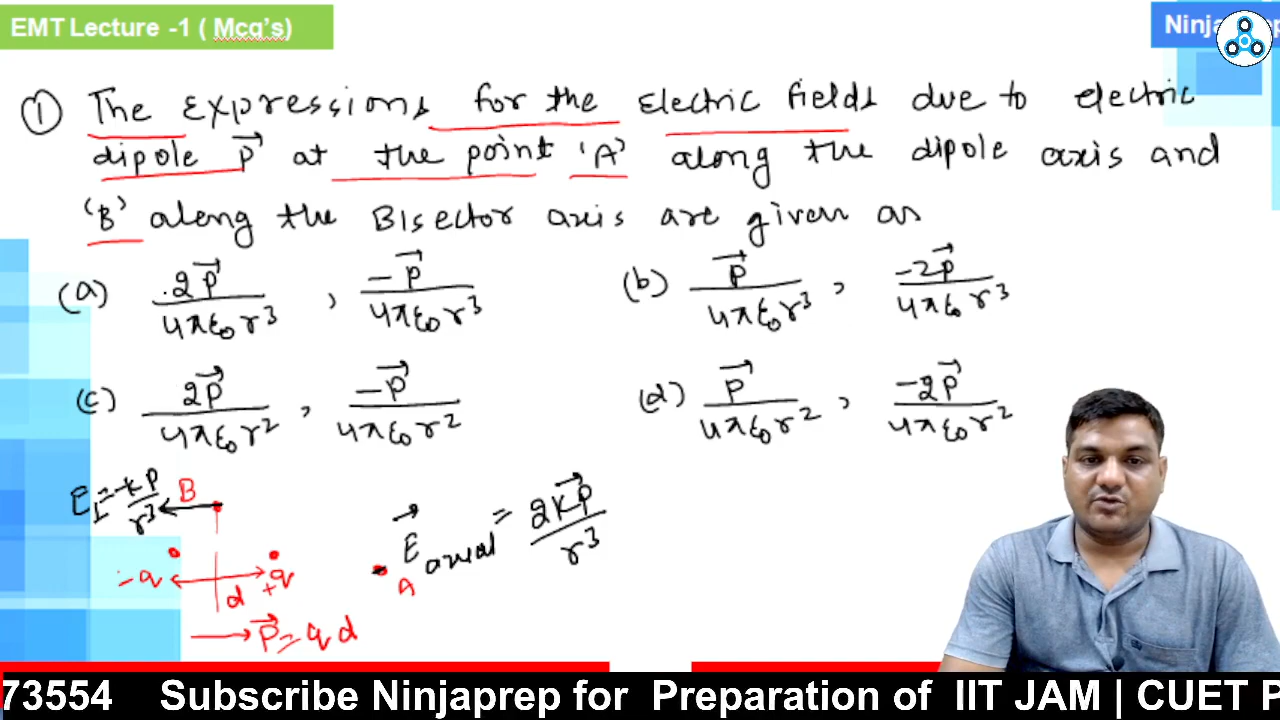 EMT Lecture -1 ( Mcq's)
Ninja
① The Expressions for the Electric fields due to electric
dipole p⃗ at the point 'A' along the dipole axis and
'B' along the Bisector axis are given as
(a) 2p⃗/4πε₀r³ , -p⃗/4πε₀r³
(b) p⃗/4πε₀r³ , -2p⃗/4πε₀r³
(c) 2p⃗/4πε₀r² , -p⃗/4πε₀r²
(d) p⃗/4πε₀r² , -2p⃗/4πε₀r²
E⊥ = -kp/r³
B
E⃗axial = 2kp⃗/r³
A
-q
+q
d
p⃗ = qd
73554 Subscribe Ninjaprep for Preparation of IIT JAM | CUET P